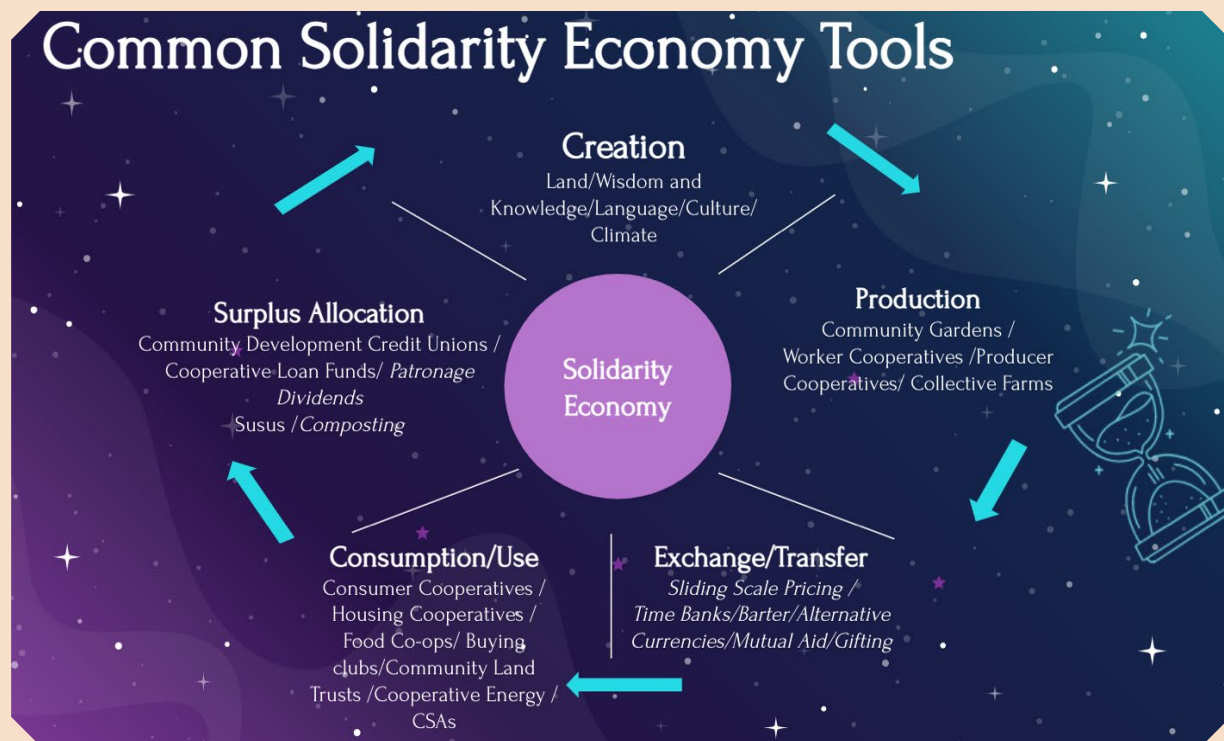 Common Solidarity Economy Tools
Creation
Land/Wisdom and
Knowledge/Language/Culture/
Climate
Production
Community Gardens /
Worker Cooperatives /Producer
Cooperatives/ Collective Farms
Exchange/Transfer
Sliding Scale Pricing /
Time Banks/Barter/Alternative
Currencies/Mutual Aid/Gifting
Consumption/Use
Consumer Cooperatives /
Housing Cooperatives /
Food Co-ops/ Buying
clubs/Community Land
Trusts /Cooperative Energy /
CSAs
Surplus Allocation
Community Development Credit Unions /
Cooperative Loan Funds/ Patronage
Dividends
Susus /Composting
Solidarity
Economy